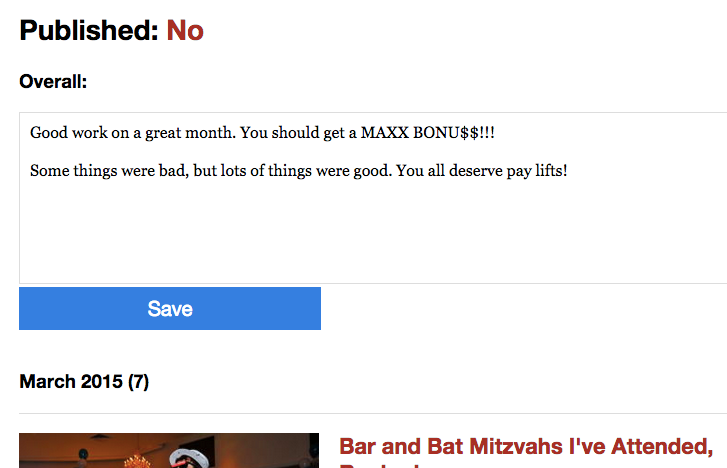 Published: No
Overall:
Good work on a great month. You should get a MAXX BONU$$!!!
Some things were bad, but lots of things were good. You all deserve pay lifts!
Save
March 2015 (7)
Bar and Bat Mitzvahs I've Attended,